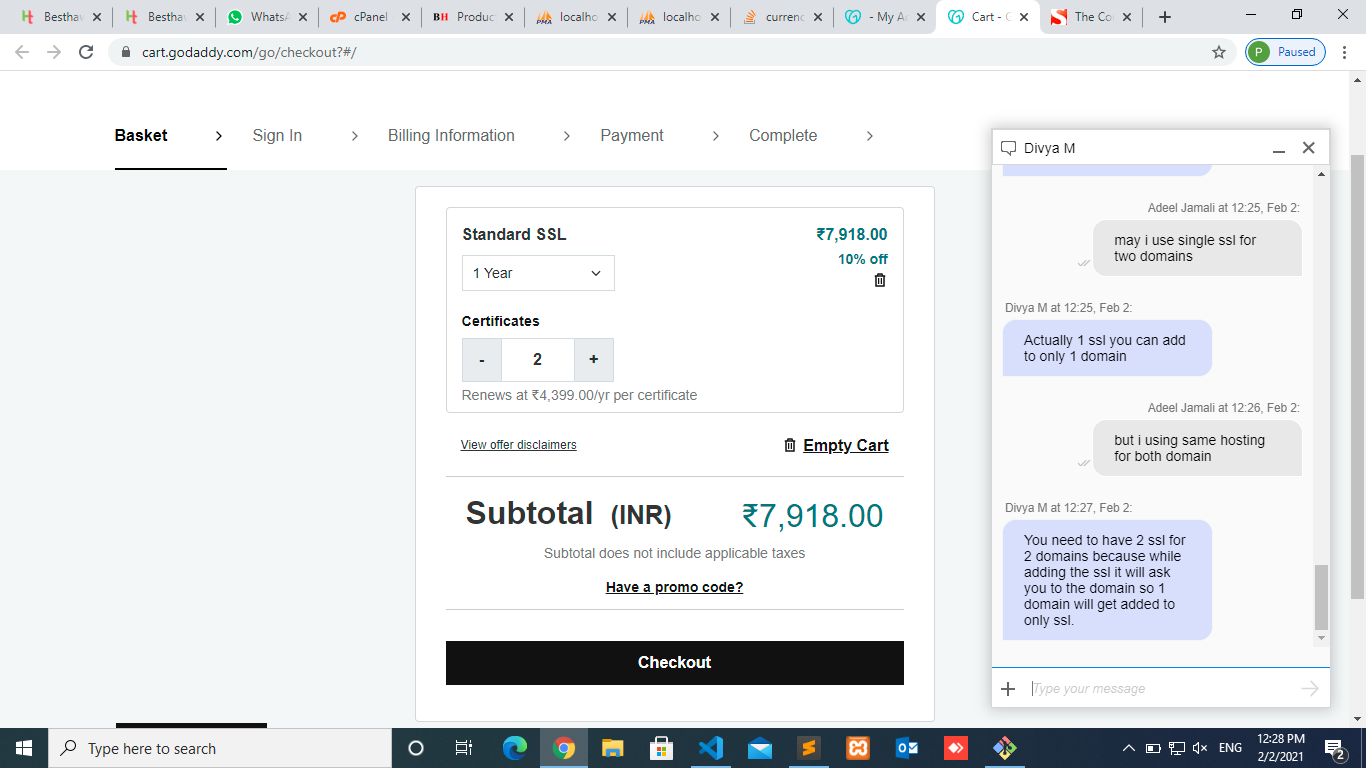 Bestha
Bestha
WhatsA
cPanel
BH Produc
localho
localho
currenc
- My A
Cart - G
The Co
cart.godaddy.com/go/checkout?#/
P Paused
Basket
Sign In
Billing Information
Payment
Complete
Standard SSL
₹7,918.00
10% off
1 Year
Certificates
- 2 +
Renews at ₹4,399.00/yr per certificate
View offer disclaimers
Empty Cart
Subtotal (INR)
₹7,918.00
Subtotal does not include applicable taxes
Have a promo code?
Checkout
Divya M
Adeel Jamali at 12:25, Feb 2:
may i use single ssl for
two domains
Divya M at 12:25, Feb 2:
Actually 1 ssl you can add
to only 1 domain
Adeel Jamali at 12:26, Feb 2:
but i using same hosting
for both domain
Divya M at 12:27, Feb 2:
You need to have 2 ssl for
2 domains because while
adding the ssl it will ask
you to the domain so 1
domain will get added to
only ssl.
Type your message
Type here to search
ENG
12:28 PM
2/2/2021
2